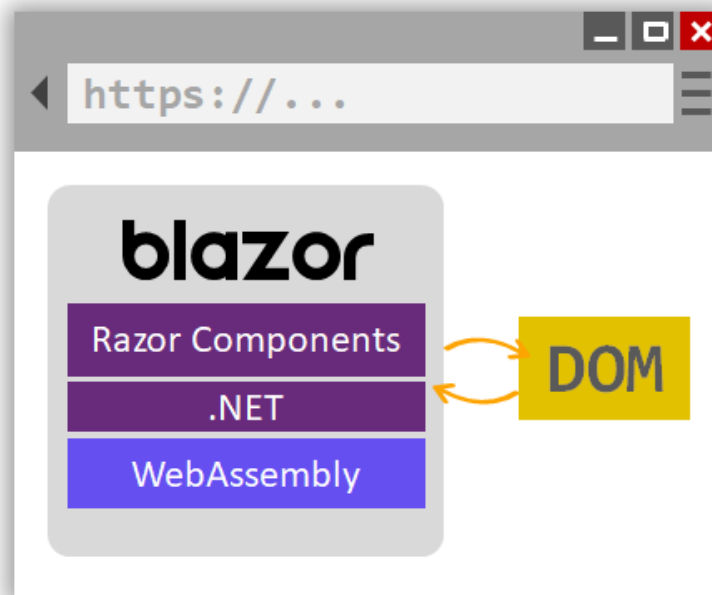 https://...
blazor
Razor Components
.NET
WebAssembly
DOM